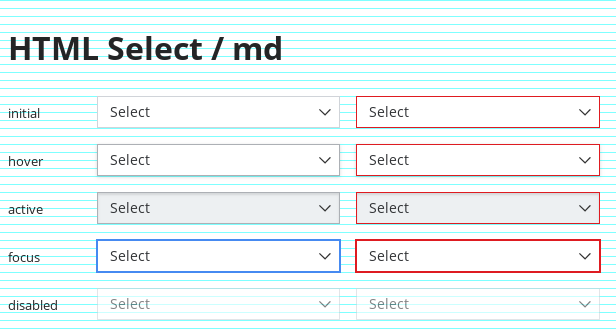 HTML Select / md
initial Select Select
hover Select Select
active Select Select
focus Select Select
disabled Select Select